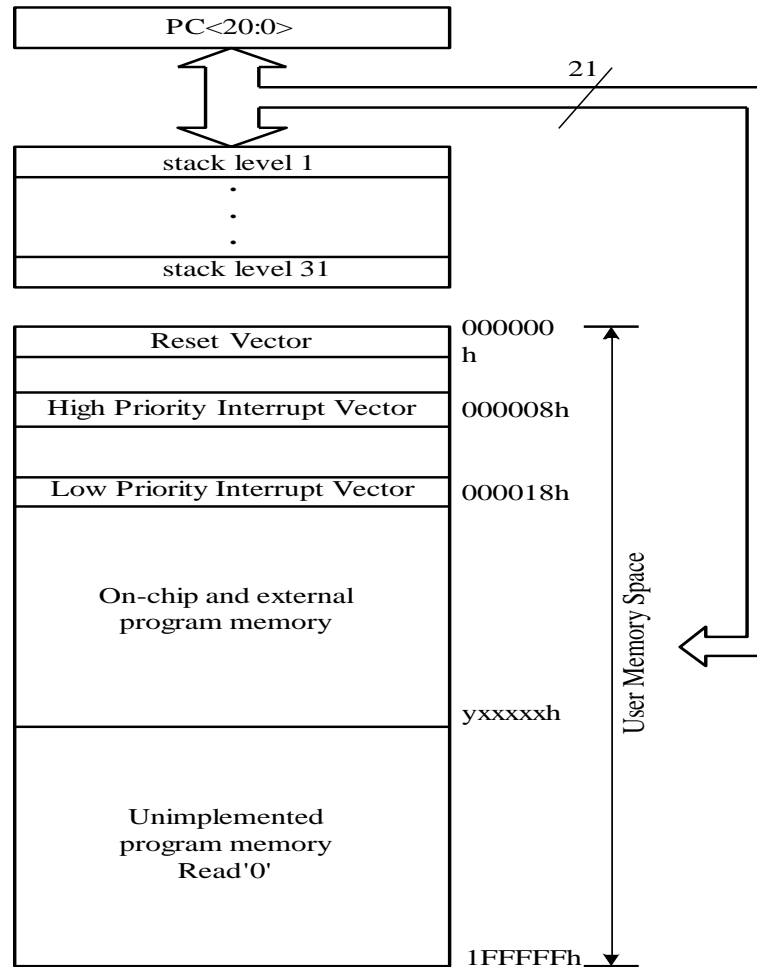 PC<20:0>
21
stack level 1
.
.
.
stack level 31
Reset Vector
000000
h
High Priority Interrupt Vector
000008h
Low Priority Interrupt Vector
000018h
On-chip and external
program memory
User Memory Space
yxxxxxh
Unimplemented
program memory
Read'0'
1FFFFFh